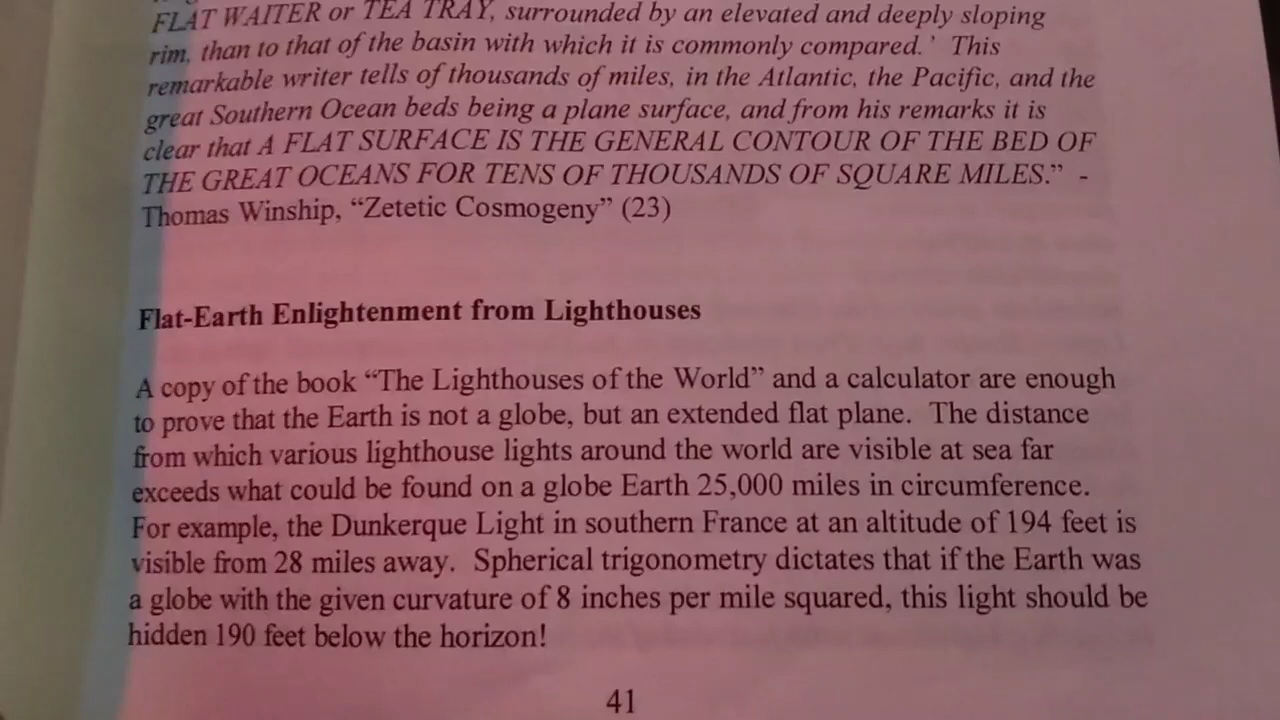 FLAT WAITER or TEA TRAY, surrounded by an elevated and deeply sloping
rim, than to that of the basin with which it is commonly compared.' This
remarkable writer tells of thousands of miles, in the Atlantic, the Pacific, and the
great Southern Ocean beds being a plane surface, and from his remarks it is
clear that A FLAT SURFACE IS THE GENERAL CONTOUR OF THE BED OF
THE GREAT OCEANS FOR TENS OF THOUSANDS OF SQUARE MILES.” -
Thomas Winship, “Zetetic Cosmogeny” (23)
Flat-Earth Enlightenment from Lighthouses
A copy of the book “The Lighthouses of the World” and a calculator are enough
to prove that the Earth is not a globe, but an extended flat plane. The distance
from which various lighthouse lights around the world are visible at sea far
exceeds what could be found on a globe Earth 25,000 miles in circumference.
For example, the Dunkerque Light in southern France at an altitude of 194 feet is
visible from 28 miles away. Spherical trigonometry dictates that if the Earth was
a globe with the given curvature of 8 inches per mile squared, this light should be
hidden 190 feet below the horizon!
41